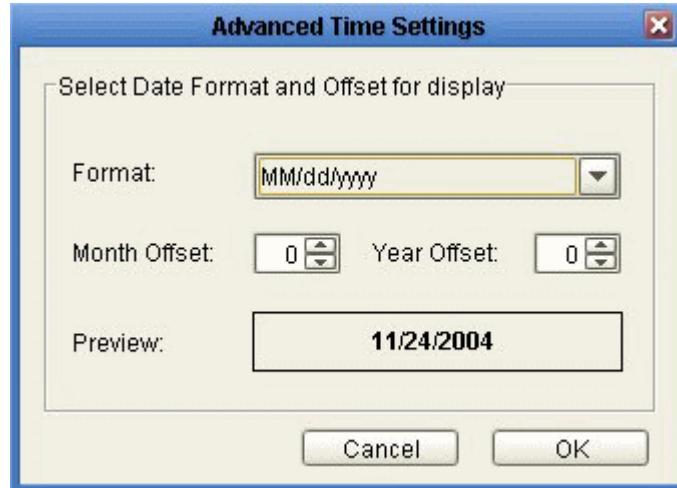 Advanced Time Settings
Select Date Format and Offset for display
Format: MM/dd/yyyy
Month Offset: 0 Year Offset: 0
Preview: 11/24/2004
Cancel OK